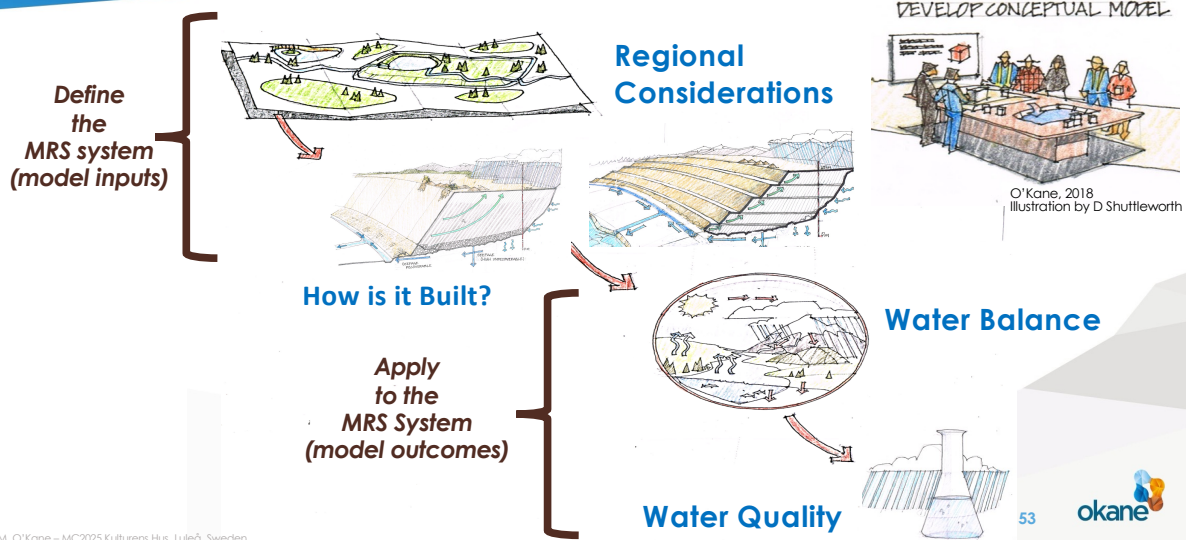 DEVELOP CONCEPTUAL MODEL
Define
the
MRS system
(model inputs)
Regional
Considerations
O'Kane, 2018
Illustration by D Shuttleworth
How is it Built?
Water Balance
Apply
to the
MRS System
(model outcomes)
Water Quality
53
okane
M. O'Kane – MC2025 Kulturens Hus, Luleå, Sweden